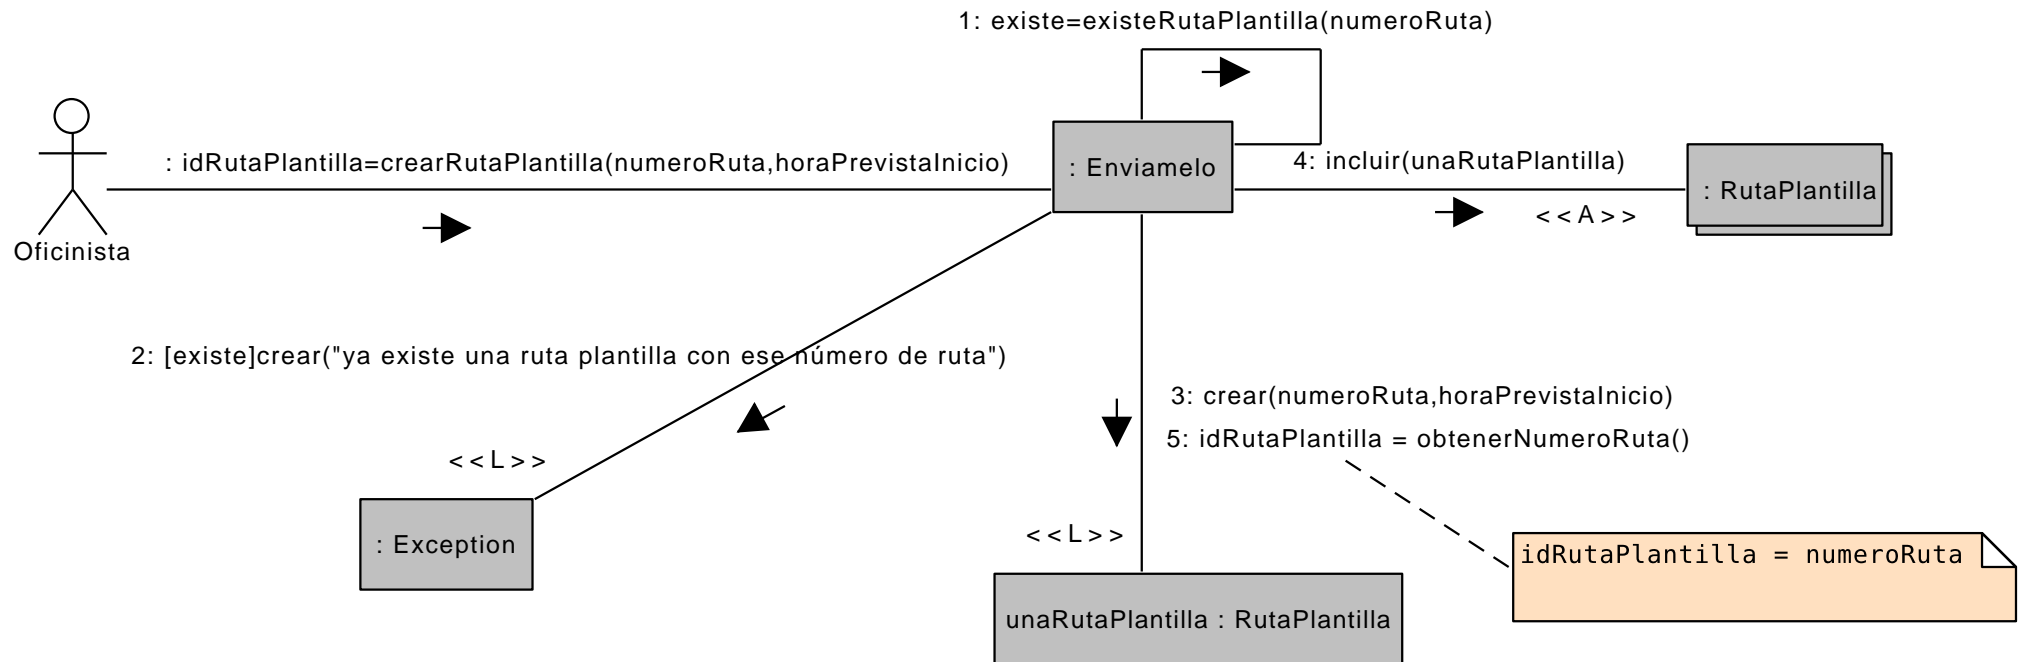 1: existe=existeRutaPlantilla(numeroRuta)
: idRutaPlantilla=crearRutaPlantilla(numeroRuta,horaPrevistaInicio)
: Enviamelo
4: incluir(unaRutaPlantilla)
: RutaPlantilla
<<A>>
Oficinista
2: [existe]crear("ya existe una ruta plantilla con ese número de ruta")
3: crear(numeroRuta,horaPrevistaInicio)
5: idRutaPlantilla = obtenerNumeroRuta()
<<L>>
: Exception
<<L>>
idRutaPlantilla = numeroRuta
unaRutaPlantilla : RutaPlantilla